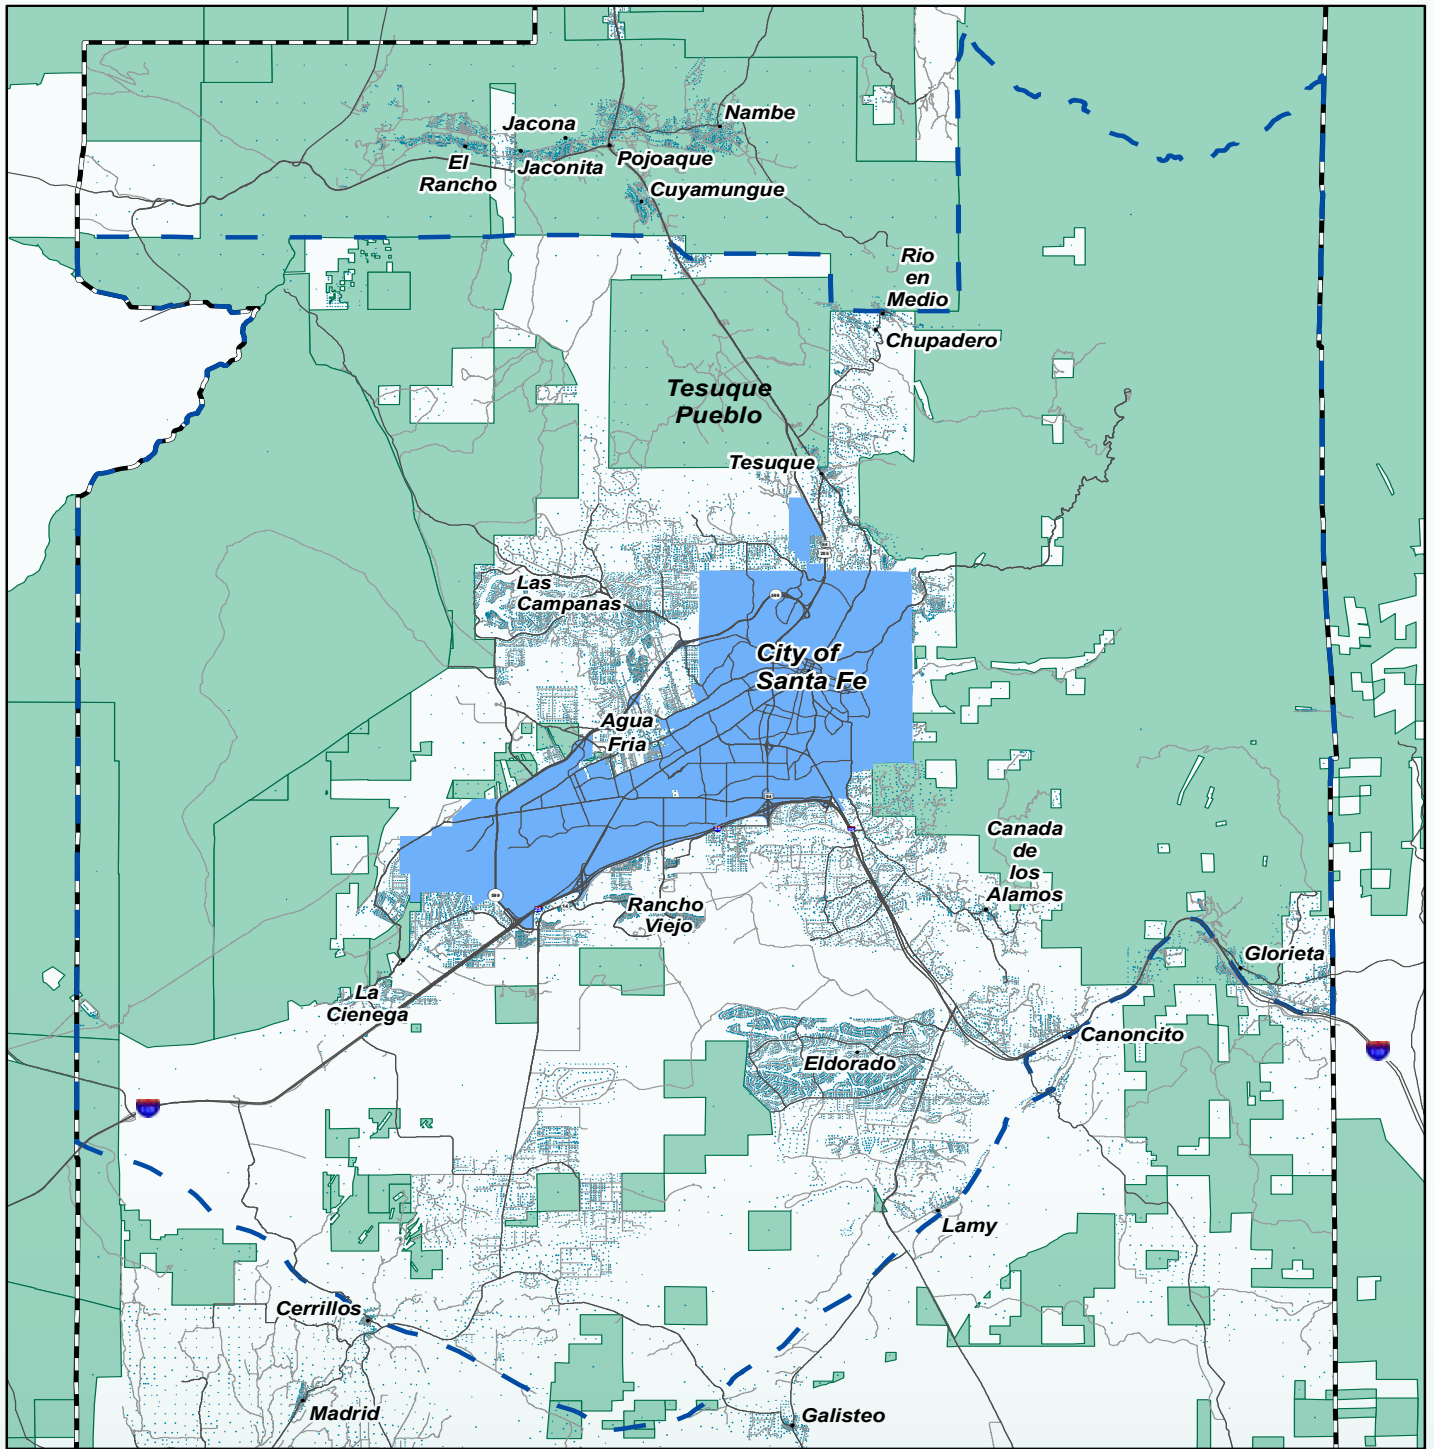 Nambe
Jacona
Pojoaque
El
Rancho
Jaconita
Cuyamungue
Rio
en
Medio
Chupadero
Tesuque
Pueblo
Tesuque
Las
Campanas
City of
Santa Fe
Agua
Fria
Canada
de
los
Alamos
Rancho
Viejo
Glorieta
La
Cienega
Canoncito
Eldorado
Lamy
Cerrillos
Madrid
Galisteo